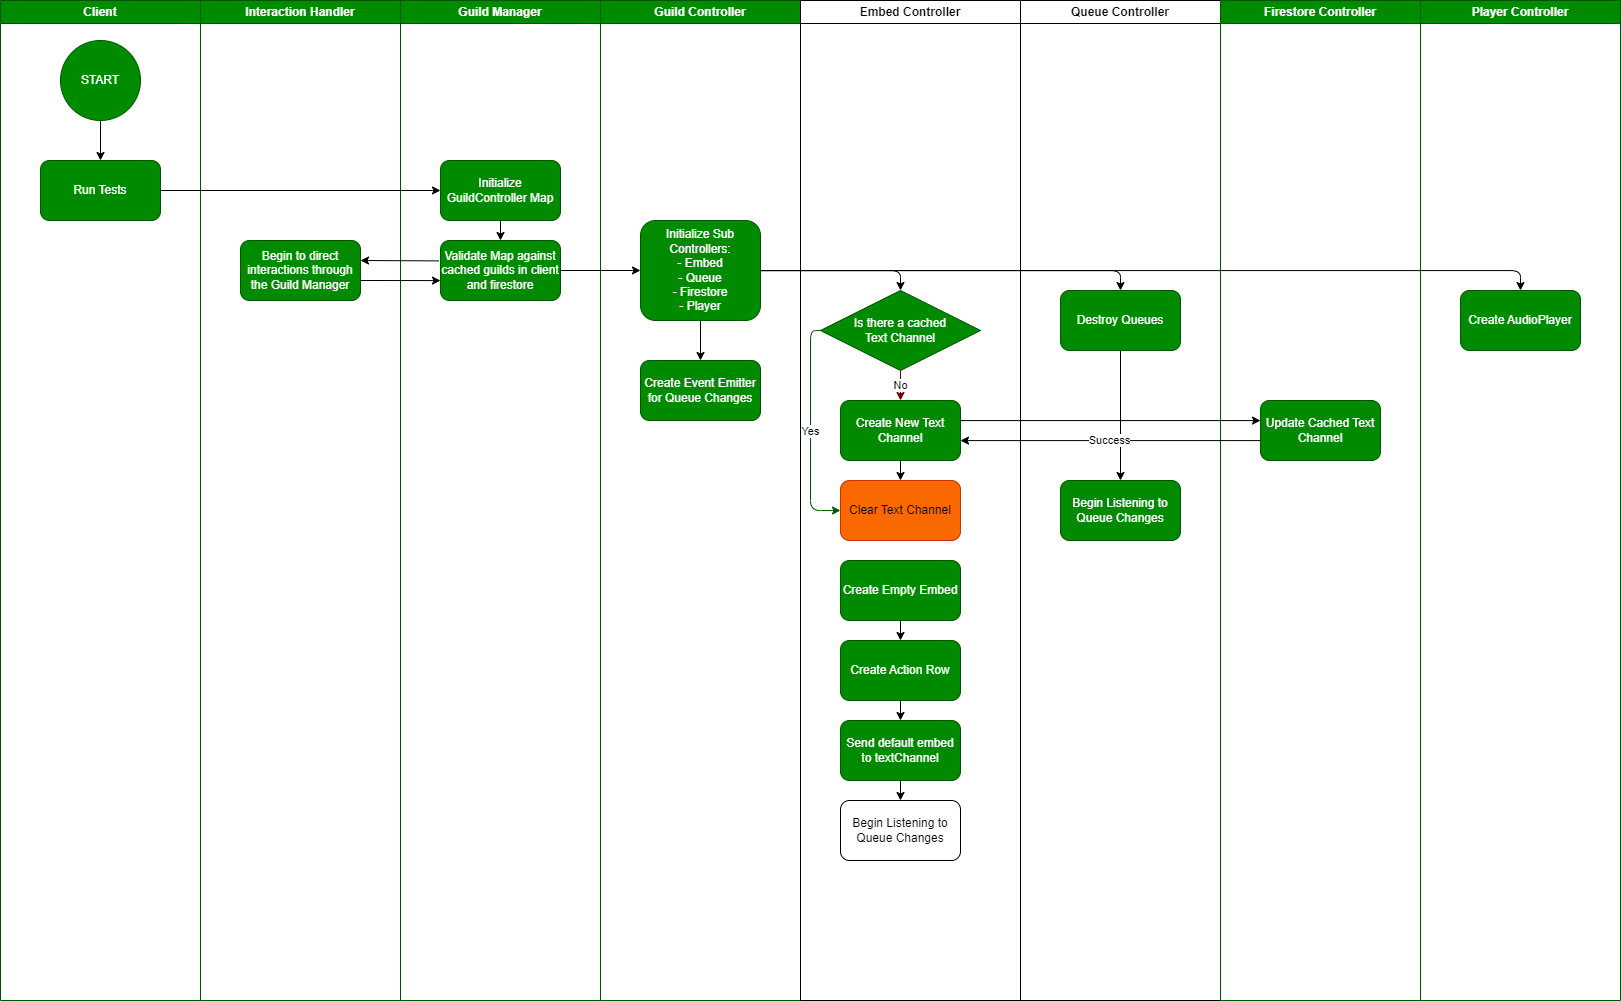 Client
Interaction Handler
Guild Manager
Guild Controller
Embed Controller
Queue Controller
Firestore Controller
Player Controller
START
Run Tests
Initialize
GuildController Map
Begin to direct
interactions through
the Guild Manager
Validate Map against
cached guilds in client
and firestore
Initialize Sub
Controllers:
- Embed
- Queue
- Firestore
- Player
Create Event Emitter
for Queue Changes
Is there a cached
Text Channel
No
Yes
Create New Text
Channel
Clear Text Channel
Create Empty Embed
Create Action Row
Send default embed
to textChannel
Begin Listening to
Queue Changes
Destroy Queues
Success
Begin Listening to
Queue Changes
Update Cached Text
Channel
Create AudioPlayer